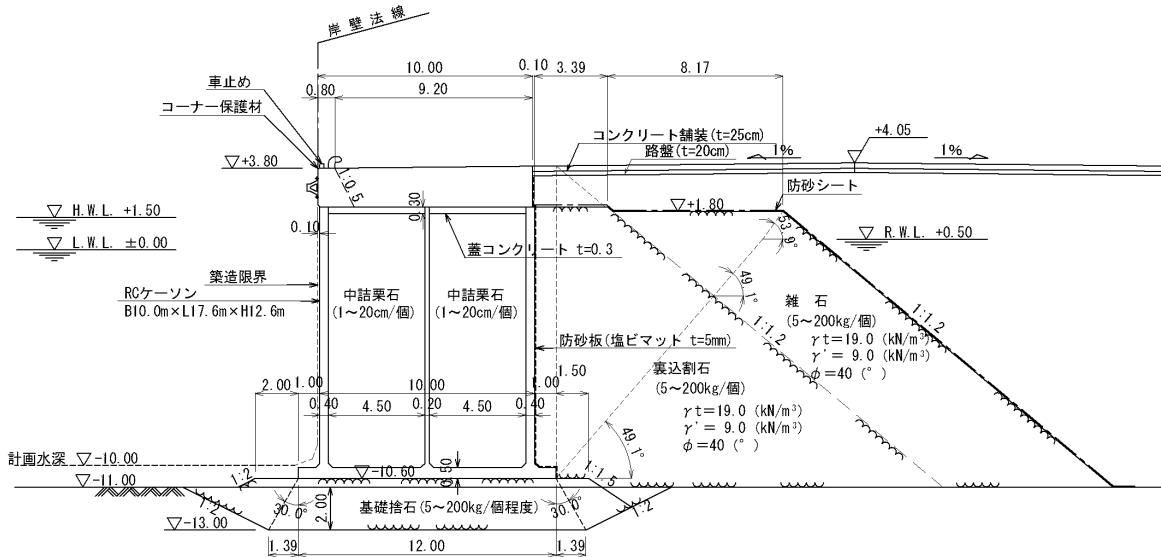 岸壁法線
10.00
0.10
3.39
8.17
0.80
9.20
車止め
コーナー保護材
コンクリート舗装(t=25cm)
路盤(t=20cm)
+4.05
1%
1%
▽+3.80
1:0.5
防砂シート
▽ H.W.L. +1.50
0.30
▽+1.80
53.9°
▽ L.W.L. ±0.00
0.10
▽ R.W.L. +0.50
蓋コンクリート t=0.3
築造限界
RCケーソン
B10.0m×L17.6m×H12.6m
中詰栗石
(1~20cm/個)
中詰栗石
(1~20cm/個)
49.1°
雑 石
(5~200kg/個)
γt=19.0 (kN/m³)
γ'= 9.0 (kN/m³)
φ=40 (°)
1:1.2
1:1.2
防砂板(塩ビマット t=5mm)
裏込割石
(5~200kg/個)
γt=19.0 (kN/m³)
γ'= 9.0 (kN/m³)
φ=40 (°)
2.00
1.00
10.00
1.00
1.50
0.40
4.50
0.20
4.50
0.40
49.1°
計画水深 ▽-10.00
▽-10.60
0.50
1:2
1:1.5
▽-11.00
1:2
30.0°
2.00
基礎捨石(5~200kg/個程度)
30.0°
1:2
▽-13.00
1.39
12.00
1.39